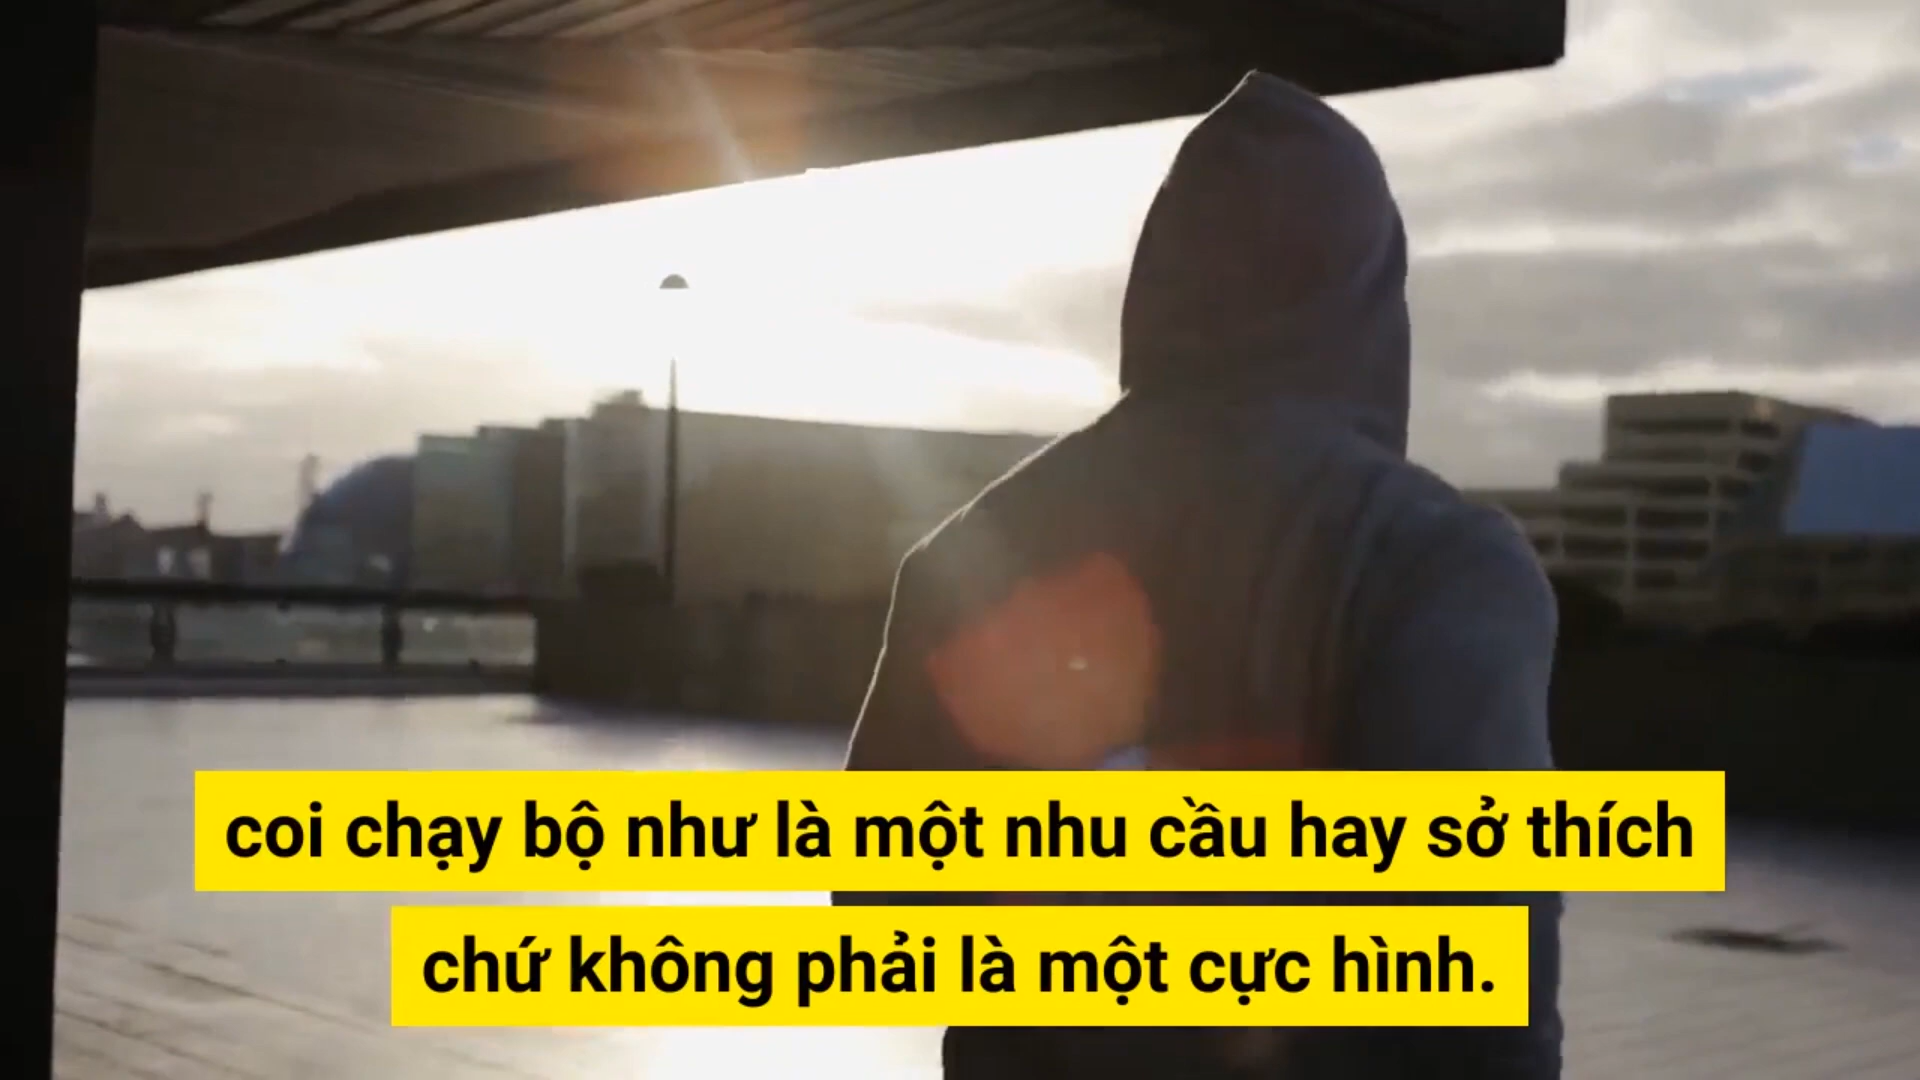 coi chạy bộ như là một nhu cầu hay sở thích
chứ không phải là một cực hình.